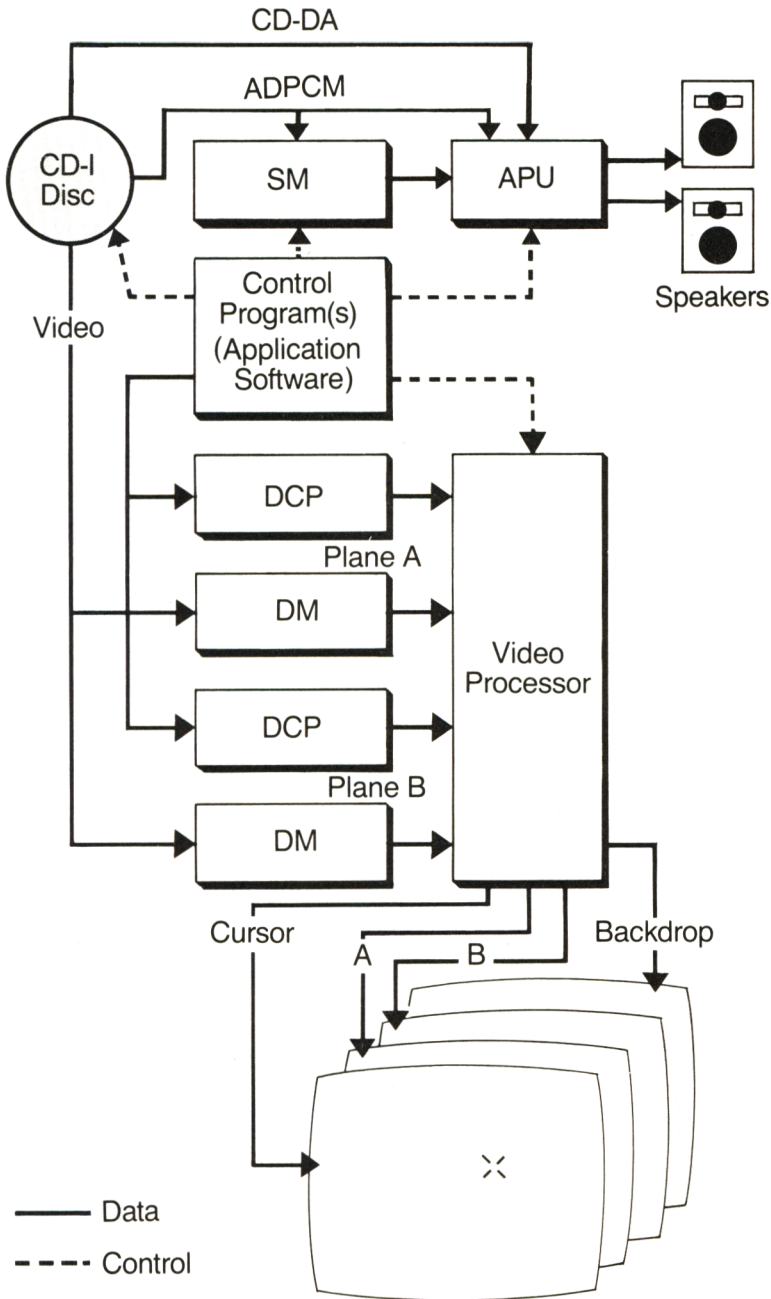 CD-DA
ADPCM
CD-I
Disc
SM
APU
Speakers
Control
Program(s)
(Application
Software)
Video
DCP
Plane A
DM
Video
Processor
DCP
Plane B
DM
Cursor
A
B
Backdrop
Data
Control